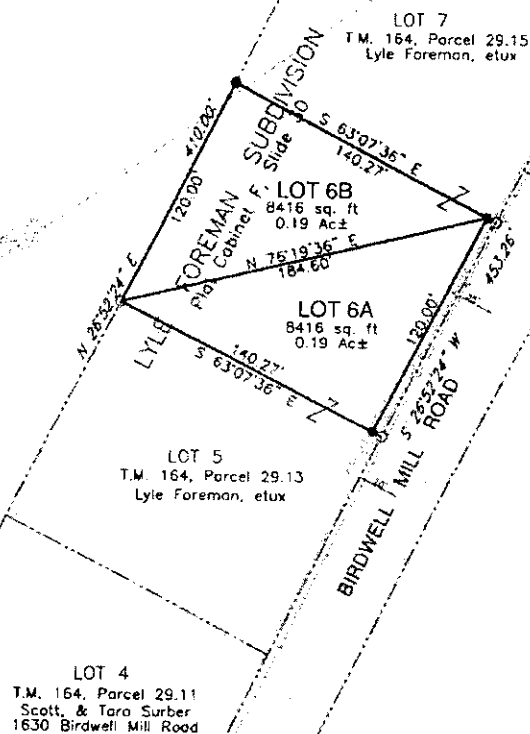 LOT 7
T.M. 164, Parcel 29.15
Lyle Foreman, etux
410.00'
120.00'
N 26'52'24" E
LYLE FOREMAN SUBDIVISION
Plat Cabinet F, Slide
S 63'07'36" E
140.27'
LOT 6B
8416 sq. ft
0.19 Ac±
N 75'19'36" E
184.60'
LOT 6A
8416 sq. ft
0.19 Ac±
453.26'
120.00'
S 26'52'24" W
140.27'
S 63'07'36" E
BIRDWELL MILL ROAD
LOT 5
T.M. 164, Parcel 29.13
Lyle Foreman, etux
LOT 4
T.M. 164, Parcel 29.11
Scott, & Tara Surber
1630 Birdwell Mill Road